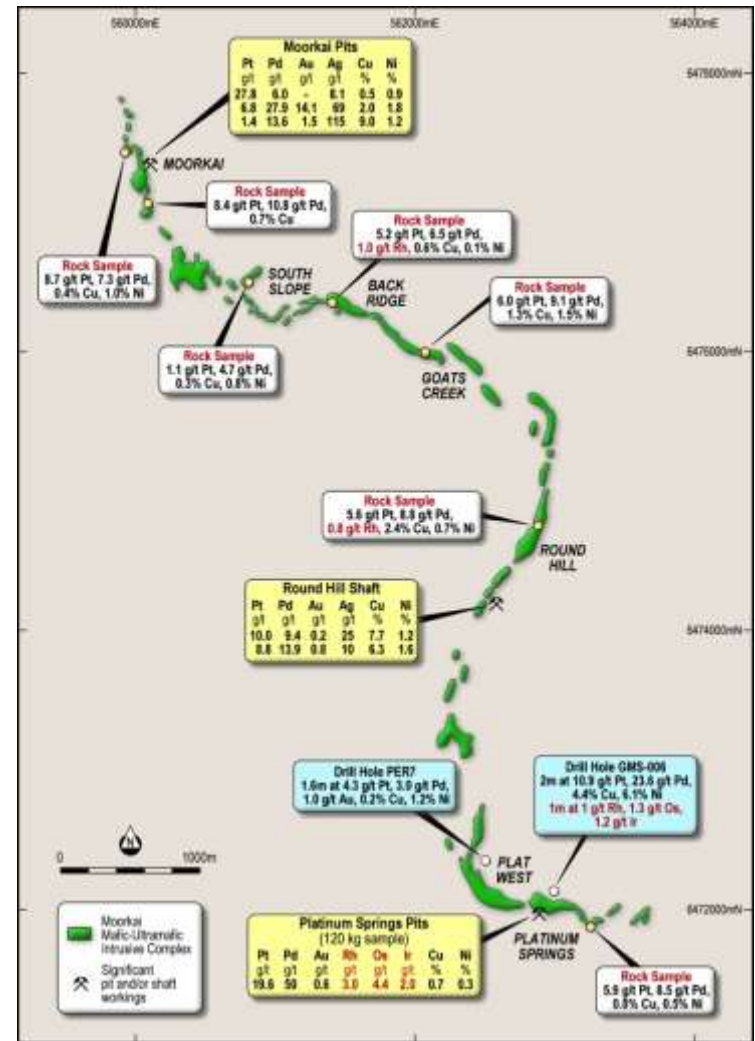 560000mE
562000mE
564000mE
Moorkai Pits
Pt Pd Au Ag Cu Ni
g/t g/t g/t g/t % %
27.8 6.0 - 8.1 0.5 0.9
6.8 27.9 14.1 69 2.0 1.8
1.4 13.6 1.5 115 9.0 1.2
MOORKAI
Rock Sample
8.4 g/t Pt, 10.8 g/t Pd,
0.7% Cu
Rock Sample
5.2 g/t Pt, 6.5 g/t Pd,
1.0 g/t Rh, 0.6% Cu, 0.1% Ni
Rock Sample
8.7 g/t Pt, 7.3 g/t Pd,
0.4% Cu, 1.0% Ni
SOUTH
SLOPE
BACK
RIDGE
Rock Sample
6.0 g/t Pt, 9.1 g/t Pd,
1.3% Cu, 1.5% Ni
6476000mN
Rock Sample
1.1 g/t Pt, 4.7 g/t Pd,
0.3% Cu, 0.8% Ni
GOATS
CREEK
Rock Sample
5.6 g/t Pt, 8.8 g/t Pd,
0.8 g/t Rh, 2.4% Cu, 0.7% Ni
ROUND
HILL
Round Hill Shaft
Pt Pd Au Ag Cu Ni
g/t g/t g/t g/t % %
10.0 9.4 0.2 25 7.7 1.2
8.8 13.9 0.8 10 6.3 1.6
6474000mN
Drill Hole PER7
1.6m at 4.3 g/t Pt, 3.0 g/t Pd,
1.0 g/t Au, 0.2% Cu, 1.2% Ni
Drill Hole GMS-006
2m at 10.9 g/t Pt, 23.6 g/t Pd,
4.4% Cu, 6.1% Ni
1m at 1 g/t Rh, 1.3 g/t Os,
1.2 g/t Ir
0 1000m
PLAT
WEST
6472000mN
Moorkai
Mafic-Ultramafic
Intrusive Complex
Significant
pit and/or shaft
workings
Platinum Springs Pits
(120 kg sample)
Pt Pd Au Rh Os Ir Cu Ni
g/t g/t g/t g/t g/t g/t % %
19.6 50 0.6 3.0 4.4 2.0 0.7 0.3
PLATINUM
SPRINGS
Rock Sample
5.9 g/t Pt, 8.5 g/t Pd,
0.8% Cu, 0.5% Ni